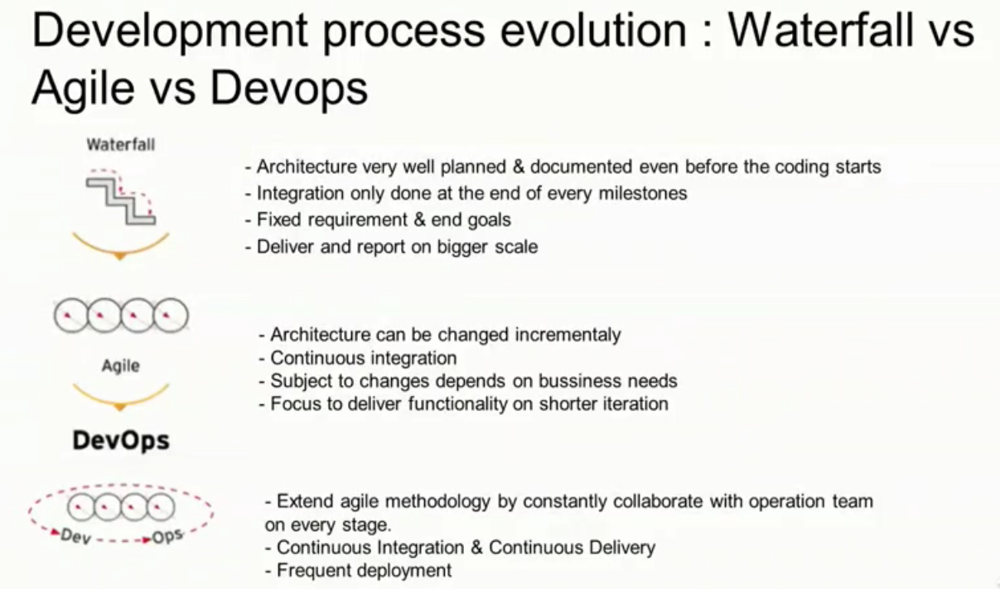 Development process evolution : Waterfall vs
Agile vs Devops
Waterfall
- Architecture very well planned & documented even before the coding starts
- Integration only done at the end of every milestones
- Fixed requirement & end goals
- Deliver and report on bigger scale
Agile
- Architecture can be changed incrementaly
- Continuous integration
- Subject to changes depends on bussiness needs
- Focus to deliver functionality on shorter iteration
DevOps
Dev
Ops
- Extend agile methodology by constantly collaborate with operation team
on every stage.
- Continuous Integration & Continuous Delivery
- Frequent deployment